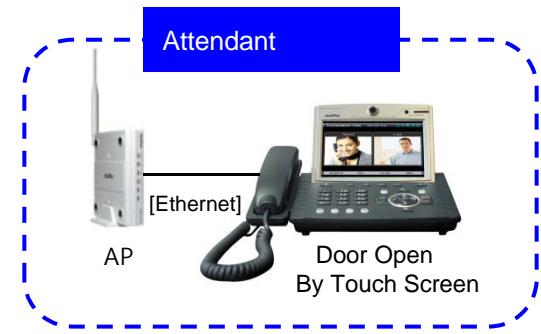 Attendant
[Ethernet]
AP
Door Open
By Touch Screen